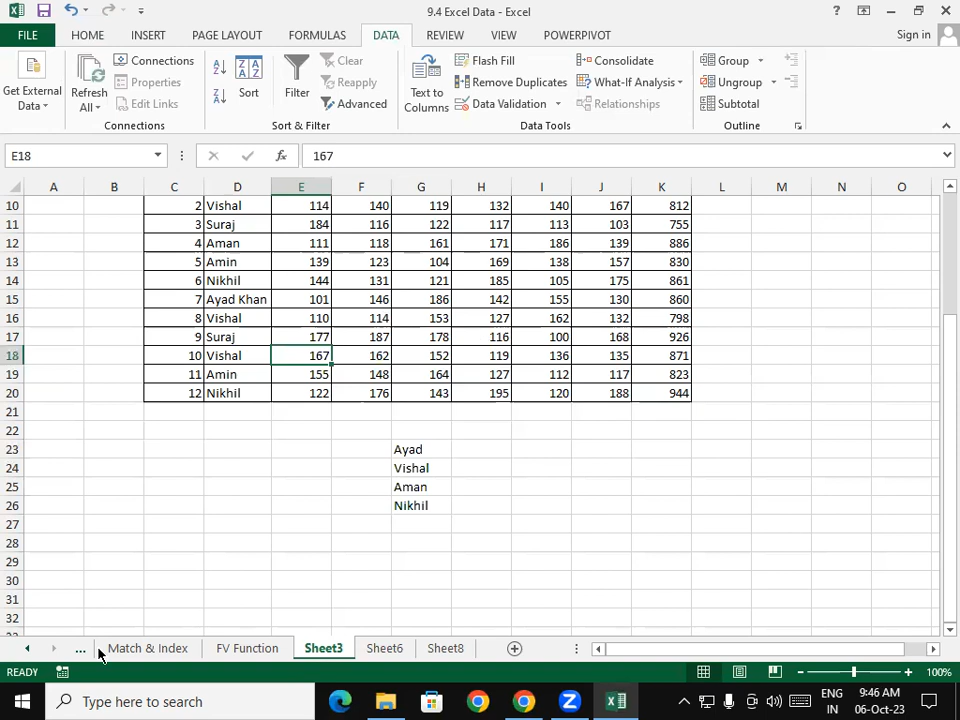 9.4 Excel Data - Excel
FILE HOME INSERT PAGE LAYOUT FORMULAS DATA REVIEW VIEW POWERPIVOT Sign in
Get External Data
Refresh All
Connections
Properties
Edit Links
Connections
Sort
Filter
Clear
Reapply
Advanced
Sort & Filter
Text to Columns
Flash Fill
Remove Duplicates
Data Validation
Consolidate
What-If Analysis
Relationships
Data Tools
Group
Ungroup
Subtotal
Outline
E18 fx 167
A B C D E F G H I J K L M N O
10 2 Vishal 114 140 119 132 140 167 812
11 3 Suraj 184 116 122 117 113 103 755
12 4 Aman 111 118 161 171 186 139 886
13 5 Amin 139 123 104 169 138 157 830
14 6 Nikhil 144 131 121 185 105 175 861
15 7 Ayad Khan 101 146 186 142 155 130 860
16 8 Vishal 110 114 153 127 162 132 798
17 9 Suraj 177 187 178 116 100 168 926
18 10 Vishal 167 162 152 119 136 135 871
19 11 Amin 155 148 164 127 112 117 823
20 12 Nikhil 122 176 143 195 120 188 944
21
22
23 Ayad
24 Vishal
25 Aman
26 Nikhil
27
28
29
30
31
32
... Match & Index FV Function Sheet3 Sheet6 Sheet8
READY 100%
Type here to search
ENG IN
9:46 AM
06-Oct-23